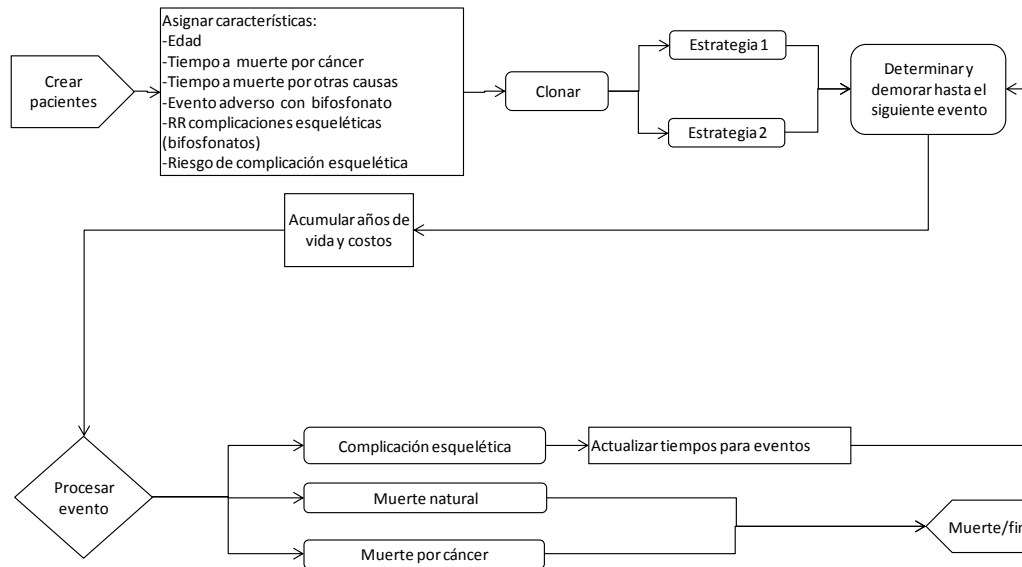 Crear
pacientes
Asignar características:
-Edad
-Tiempo a muerte por cáncer
-Tiempo a muerte por otras causas
-Evento adverso con bifosfonato
-RR complicaciones esqueléticas
(bifosfonatos)
-Riesgo de complicación esquelética
Clonar
Estrategia 1
Estrategia 2
Determinar y
demorar hasta el
siguiente evento
Acumular años de
vida y costos
Procesar
evento
Complicación esquelética
Actualizar tiempos para eventos
Muerte natural
Muerte por cáncer
Muerte/fin